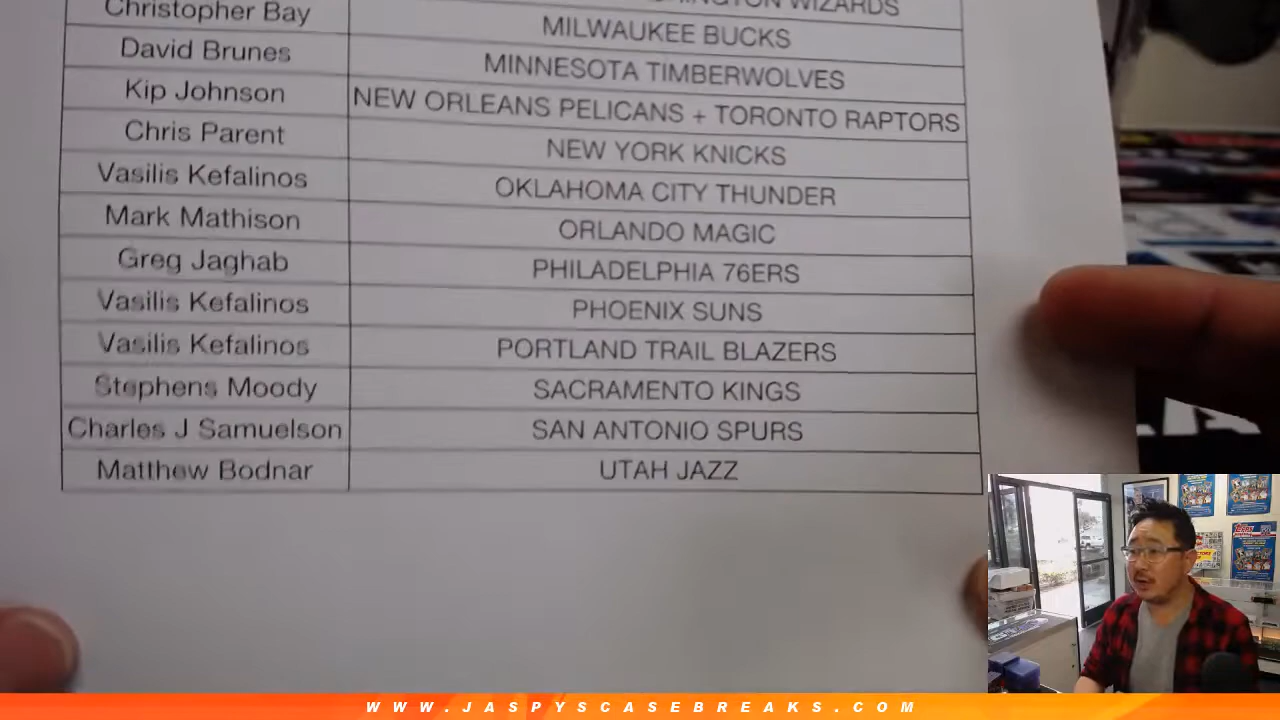 Christopher Bay
WIZARDS
David Brunes
MILWAUKEE BUCKS
Kip Johnson
MINNESOTA TIMBERWOLVES
Chris Parent
NEW ORLEANS PELICANS + TORONTO RAPTORS
Vasilis Kefalinos
NEW YORK KNICKS
Mark Mathison
OKLAHOMA CITY THUNDER
Greg Jaghab
ORLANDO MAGIC
Vasilis Kefalinos
PHILADELPHIA 76ERS
Vasilis Kefalinos
PHOENIX SUNS
Stephens Moody
PORTLAND TRAIL BLAZERS
Charles J Samuelson
SACRAMENTO KINGS
Matthew Bodnar
SAN ANTONIO SPURS
UTAH JAZZ
WWW.JASPYSCASEBREAKS.COM